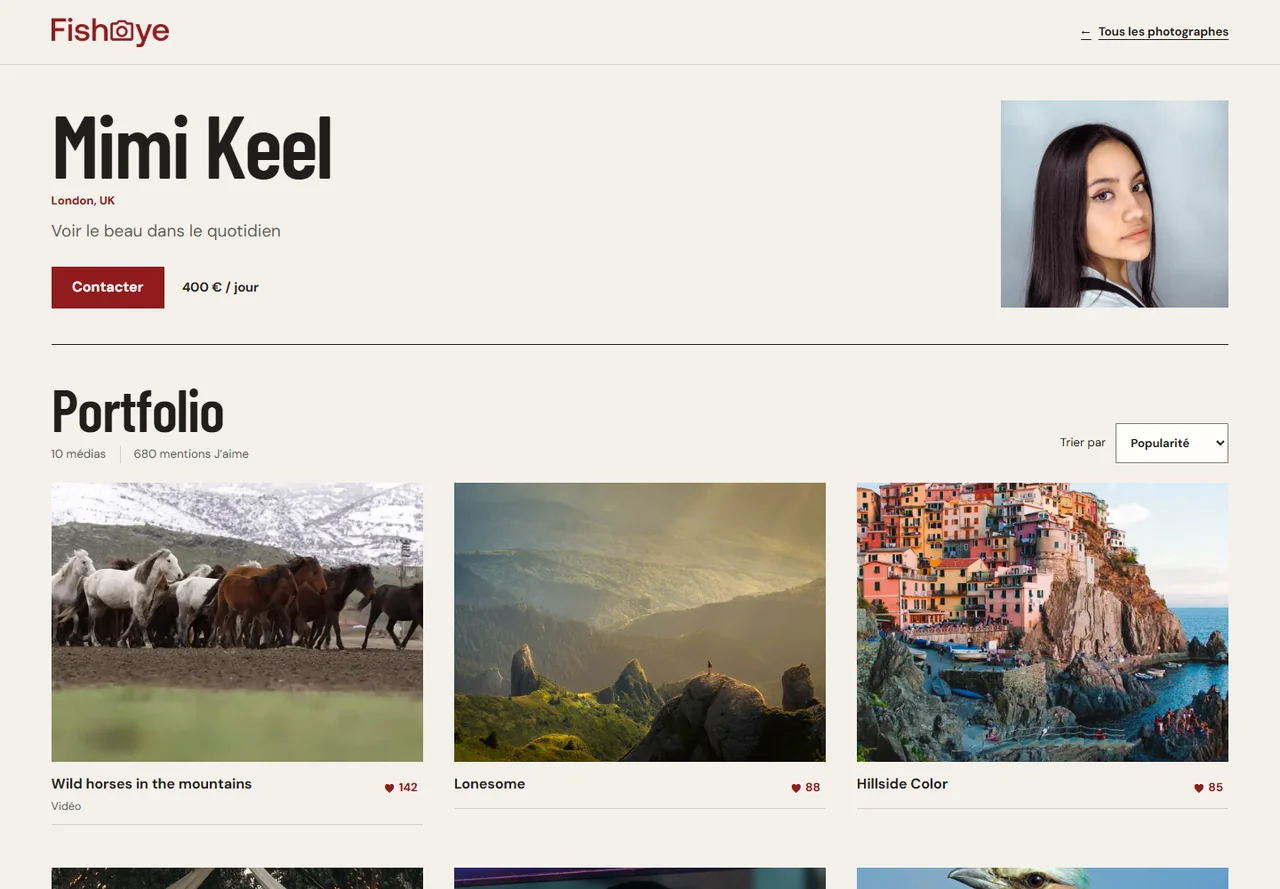 Fisheye
← Tous les photographes
Mimi Keel
London, UK
Voir le beau dans le quotidien
Contacter
400 € / jour
Portfolio
10 médias
680 mentions J'aime
Trier par
Popularité
Wild horses in the mountains
142
Vidéo
Lonesome
88
Hillside Color
85